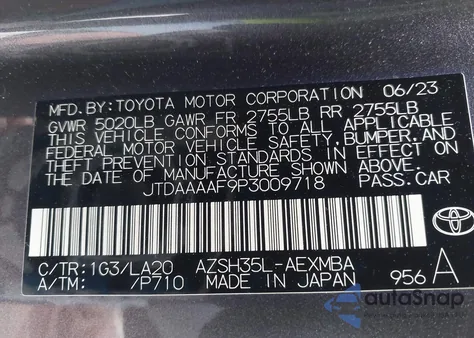 MFD.BY:TOYOTA MOTOR CORPORATION 06/23
GVWR 5020LB GAWR FR 2755LB RR 2755LB
THIS VEHICLE CONFORMS TO ALL APPLICABLE
FEDERAL MOTOR VEHICLE SAFETY,BUMPER,AND
THEFT PREVENTION STANDARDS IN EFFECT ON
THE DATE OF MANUFACTURE SHOWN ABOVE.
JTDAAAAF9P3009718 PASS.CAR
C/TR:1G3/LA20 AZSH35L-AEXMBA
A/TM: /P710 MADE IN JAPAN 956 A
TOYOTA
autoSnap